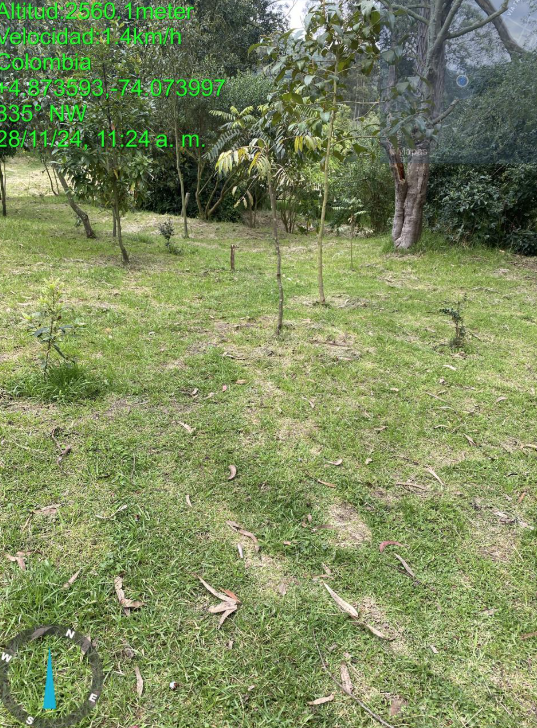 Altitud:2560.1meter
Velocidad:1.4km/h
Colombia
+4.873593,-74.073997
335° NW
28/11/24, 11:24 a. m.
N
W
E
S